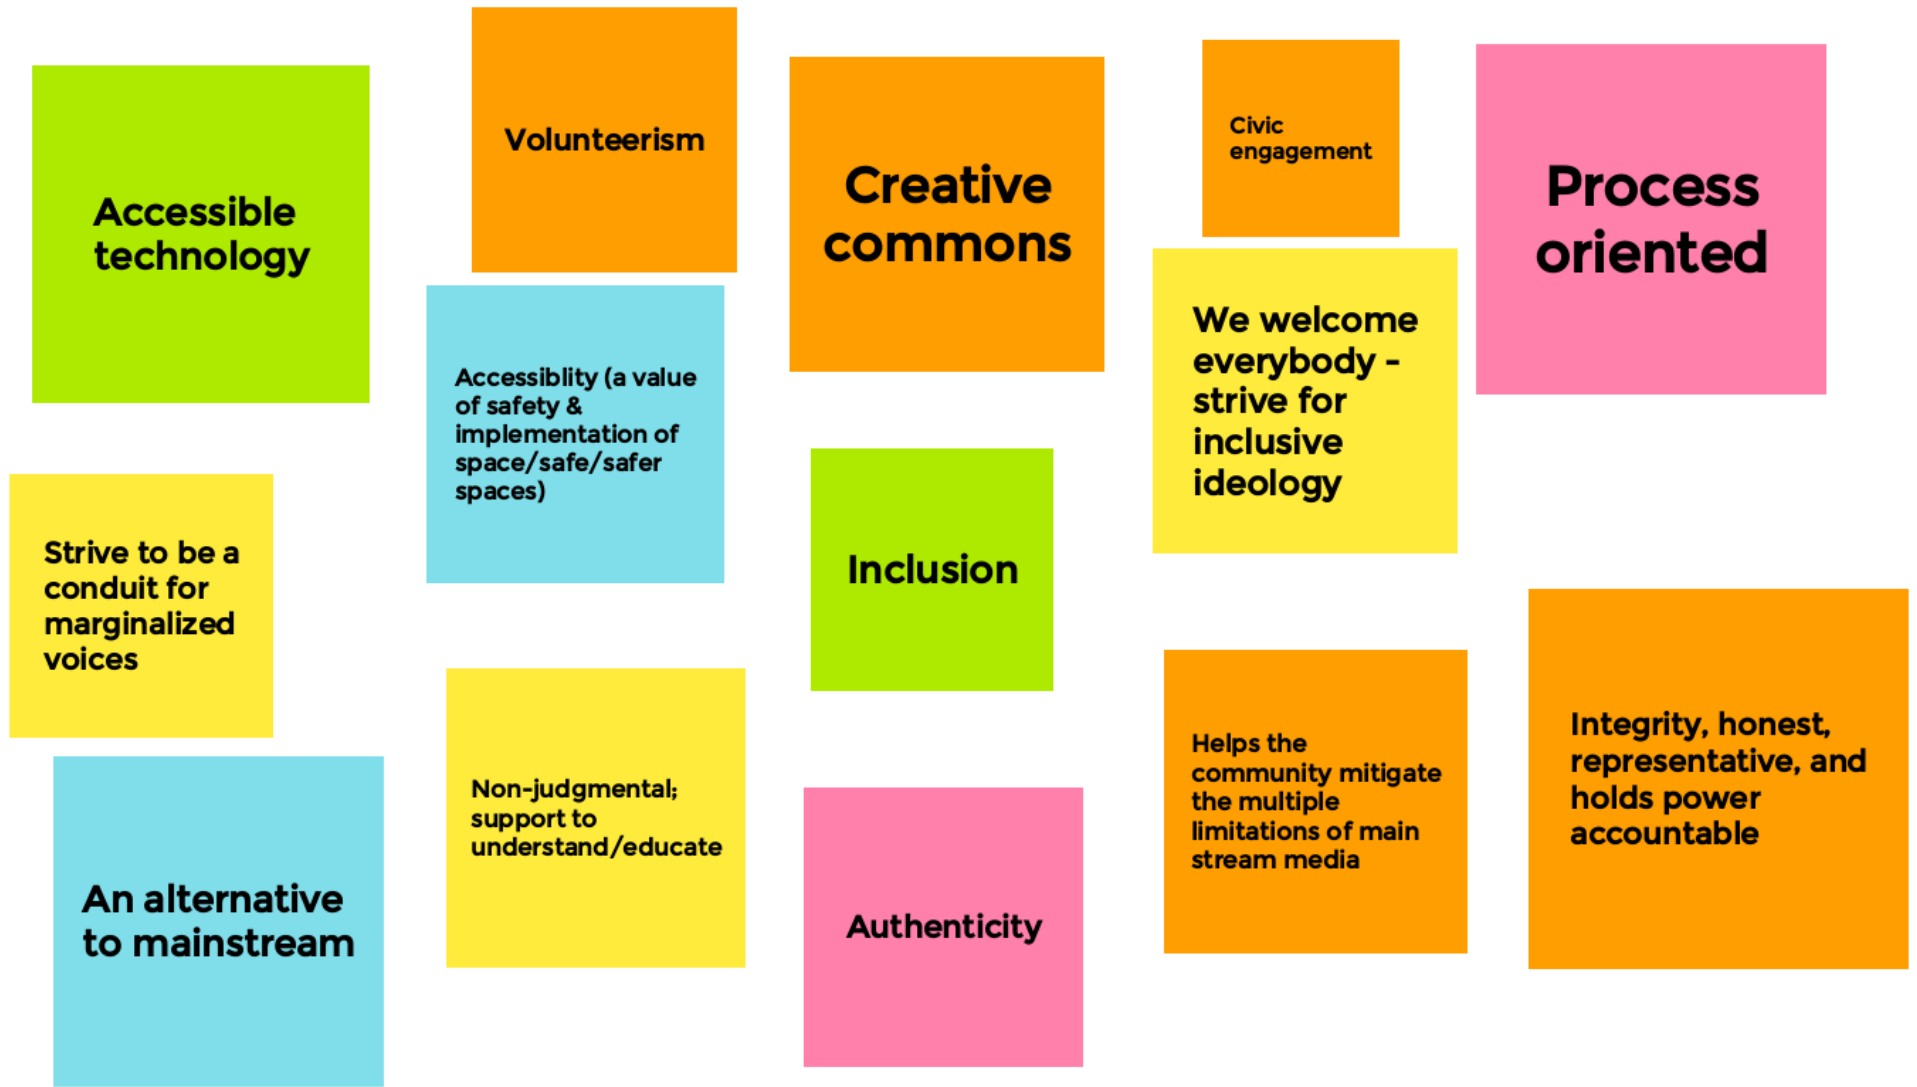 Accessible
technology
Volunteerism
Creative
commons
Civic
engagement
Process
oriented
Accessiblity (a value
of safety &
implementation of
space/safe/safer
spaces)
We welcome
everybody -
strive for
inclusive
ideology
Strive to be a
conduit for
marginalized
voices
Inclusion
An alternative
to mainstream
Non-judgmental;
support to
understand/educate
Authenticity
Helps the
community mitigate
the multiple
limitations of main
stream media
Integrity, honest,
representative, and
holds power
accountable